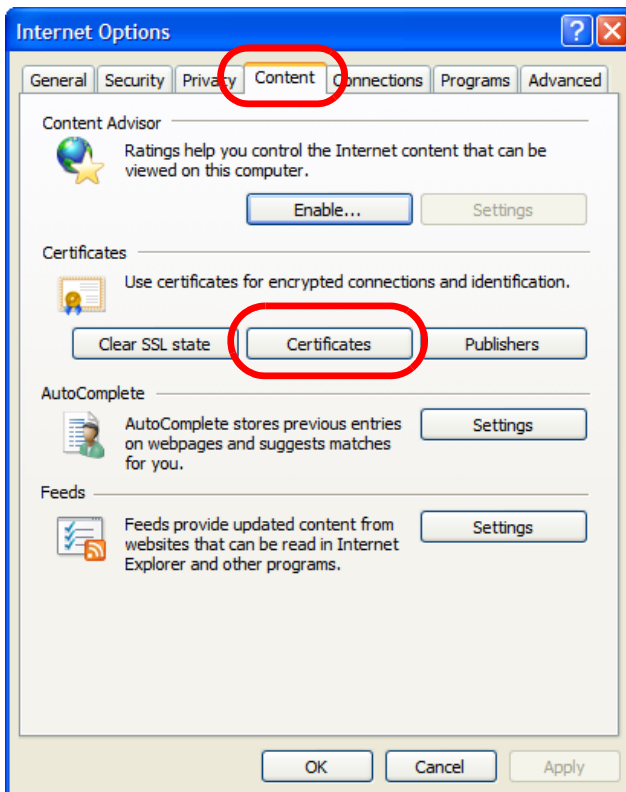 Internet Options
General Security Privacy Content Connections Programs Advanced
Content Advisor
Ratings help you control the Internet content that can be
viewed on this computer.
Enable... Settings
Certificates
Use certificates for encrypted connections and identification.
Clear SSL state Certificates Publishers
AutoComplete
AutoComplete stores previous entries
on webpages and suggests matches
for you.
Settings
Feeds
Feeds provide updated content from
websites that can be read in Internet
Explorer and other programs.
Settings
OK Cancel Apply